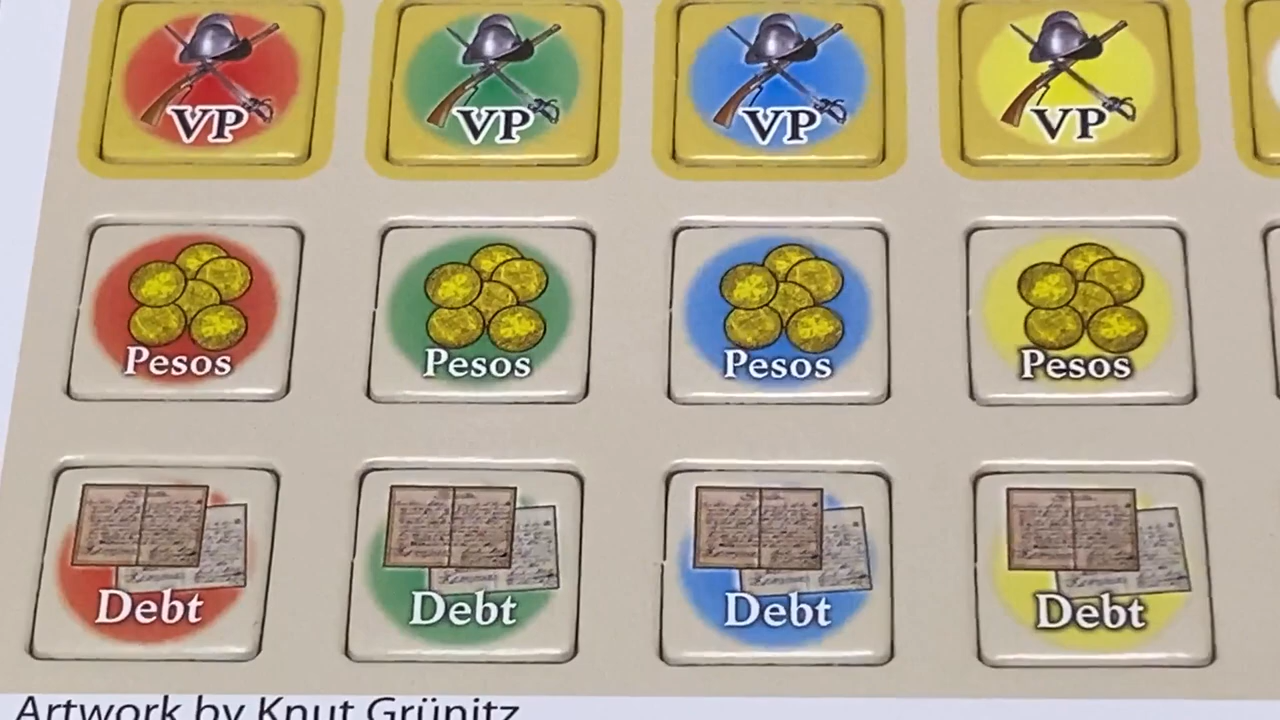 VP VP VP VP
Pesos Pesos Pesos Pesos
Debt Debt Debt Debt
Artwork by Knut Grünitz